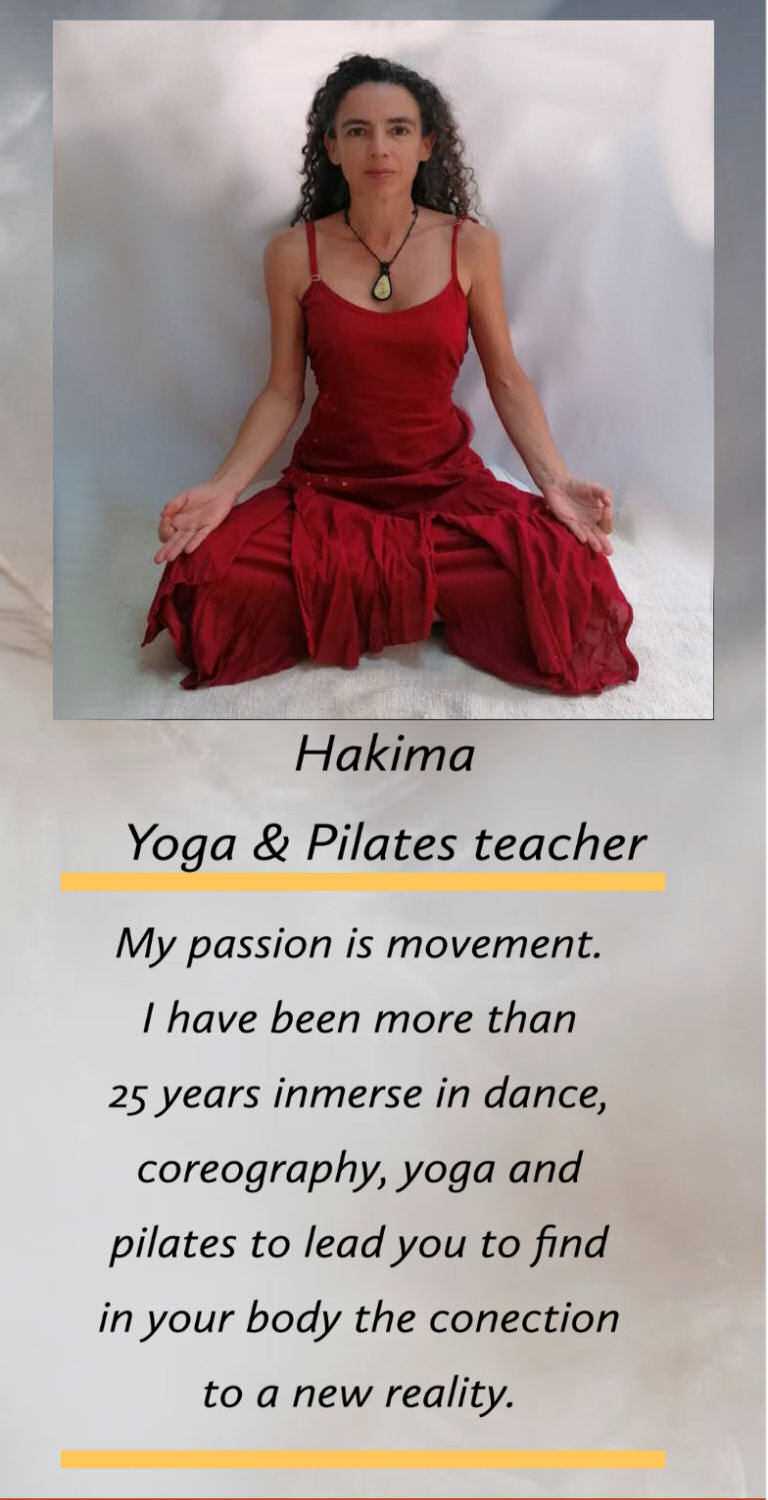 Hakima
Yoga & Pilates teacher
My passion is movement.
I have been more than
25 years inmerse in dance,
coreography, yoga and
pilates to lead you to find
in your body the conection
to a new reality.